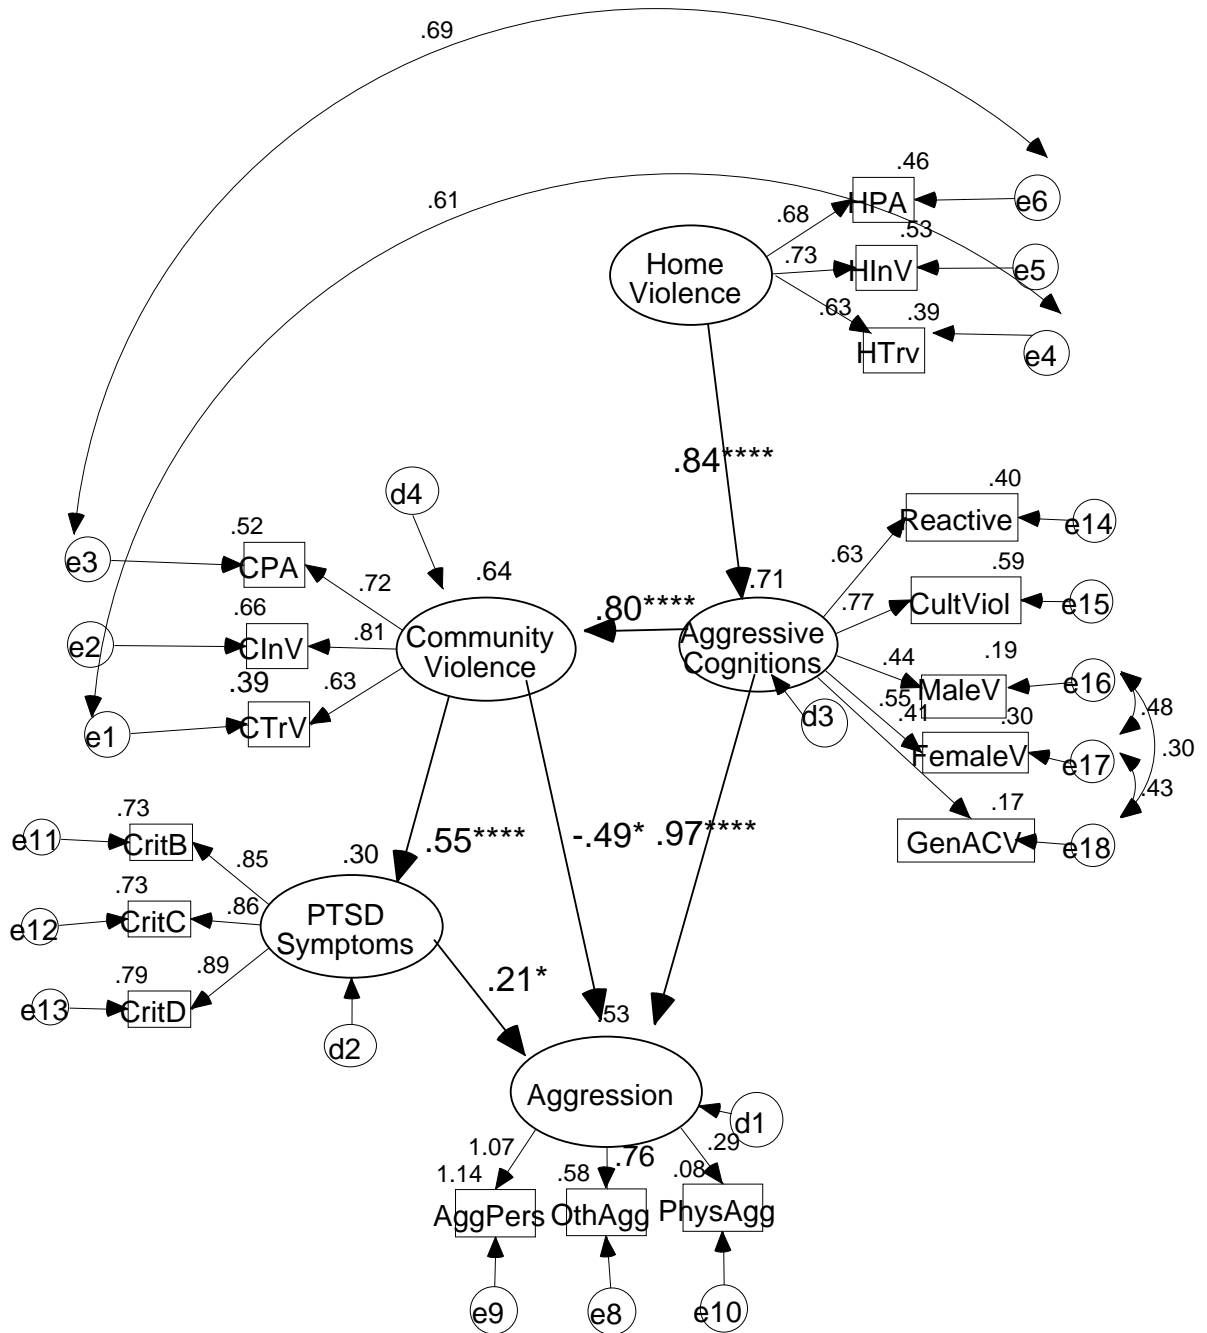 .69
.61
.46
HPA
e6
.68
.53
Home
Violence
.73
HInV
e5
.63
.39
HTrv
e4
.84****
d4
.40
Reactive
e14
.52
e3
CPA
.72
.64
.63
.71
.59
.77
CultViol
e15
.80****
.66
e2
CInV
.81
Community
Violence
Aggressive
Cognitions
.44
.19
MaleV
e16
.39
.63
e1
CTrV
d3
.55
.41
.48
.30
FemaleV
e17
.30
.43
.17
GenACV
e18
.73
e11
CritB
.85
.55****
-.49*
.97****
.30
.73
e12
CritC
.86
PTSD
Symptoms
.79
.89
e13
CritD
.21*
d2
.53
Aggression
d1
1.07
.76
.29
1.14
.58
.08
AggPers
OthAgg
PhysAgg
e9
e8
e10